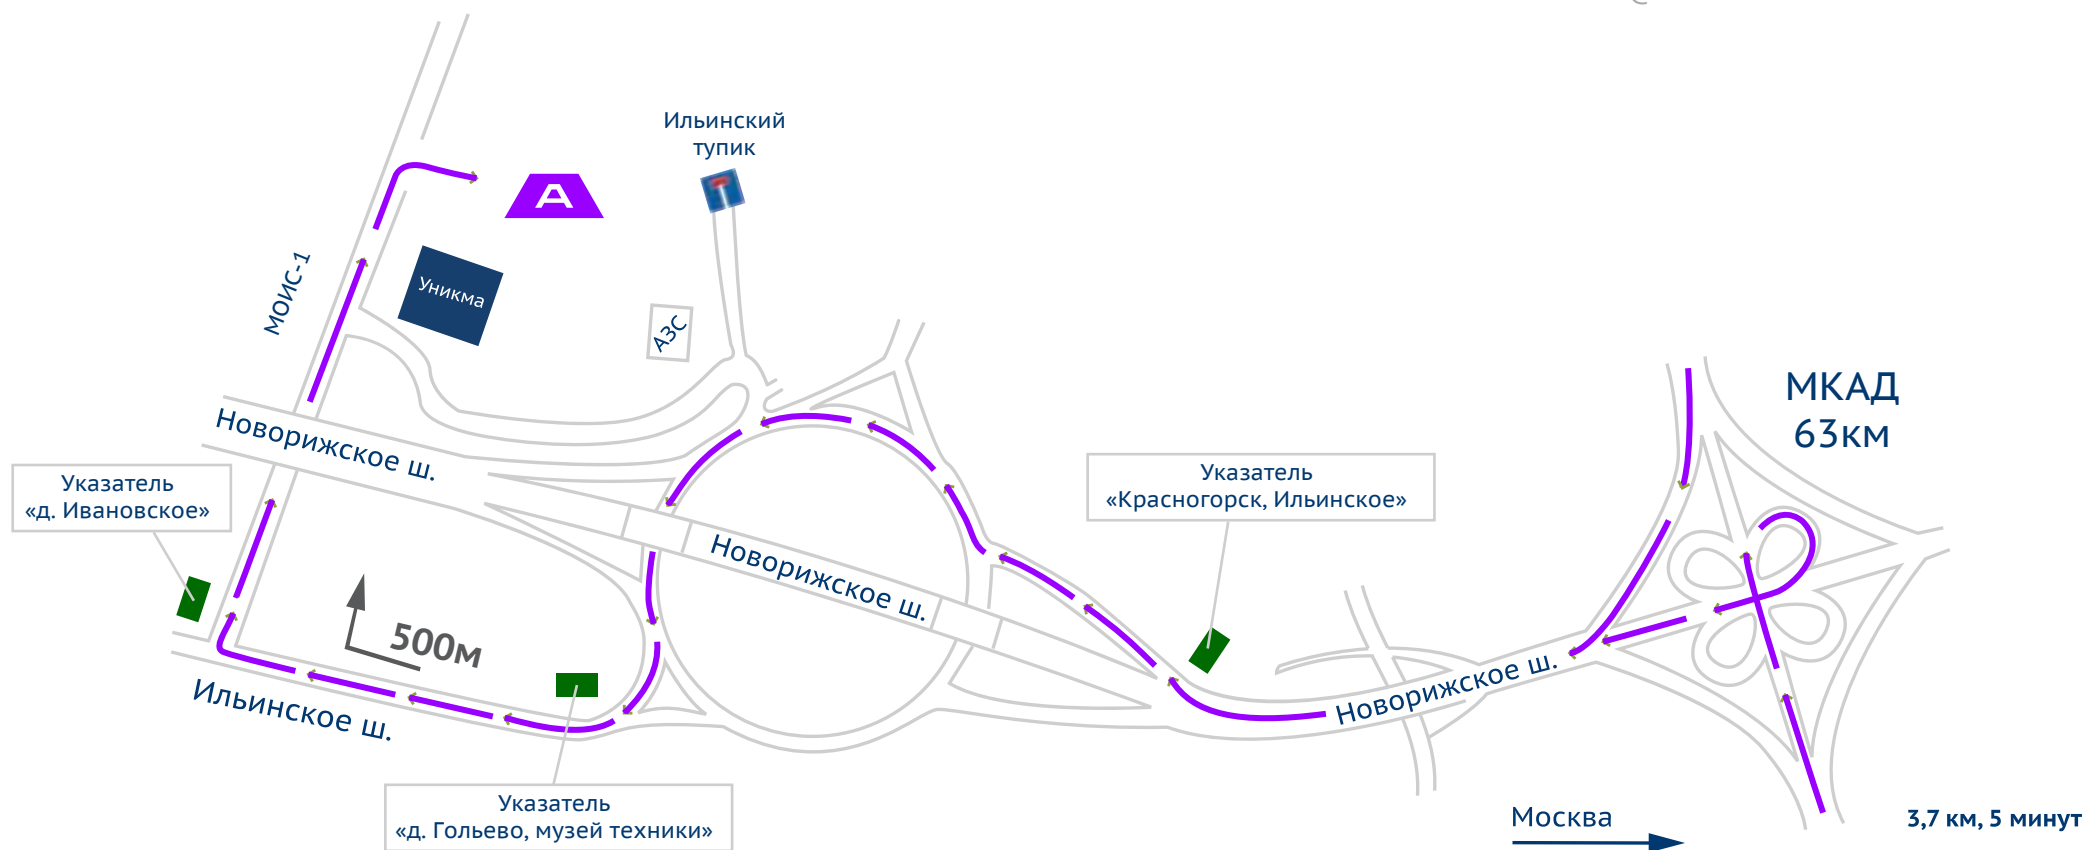 Ильинский
тупик
А
МОИС-1
Уникма
АЗС
МКАД
63км
Новорижское ш.
Указатель
«д. Ивановское»
Указатель
«Красногорск, Ильинское»
Новорижское ш.
500м
Новорижское ш.
Ильинское ш.
Указатель
«д. Гольево, музей техники»
Москва
3,7 км, 5 минут